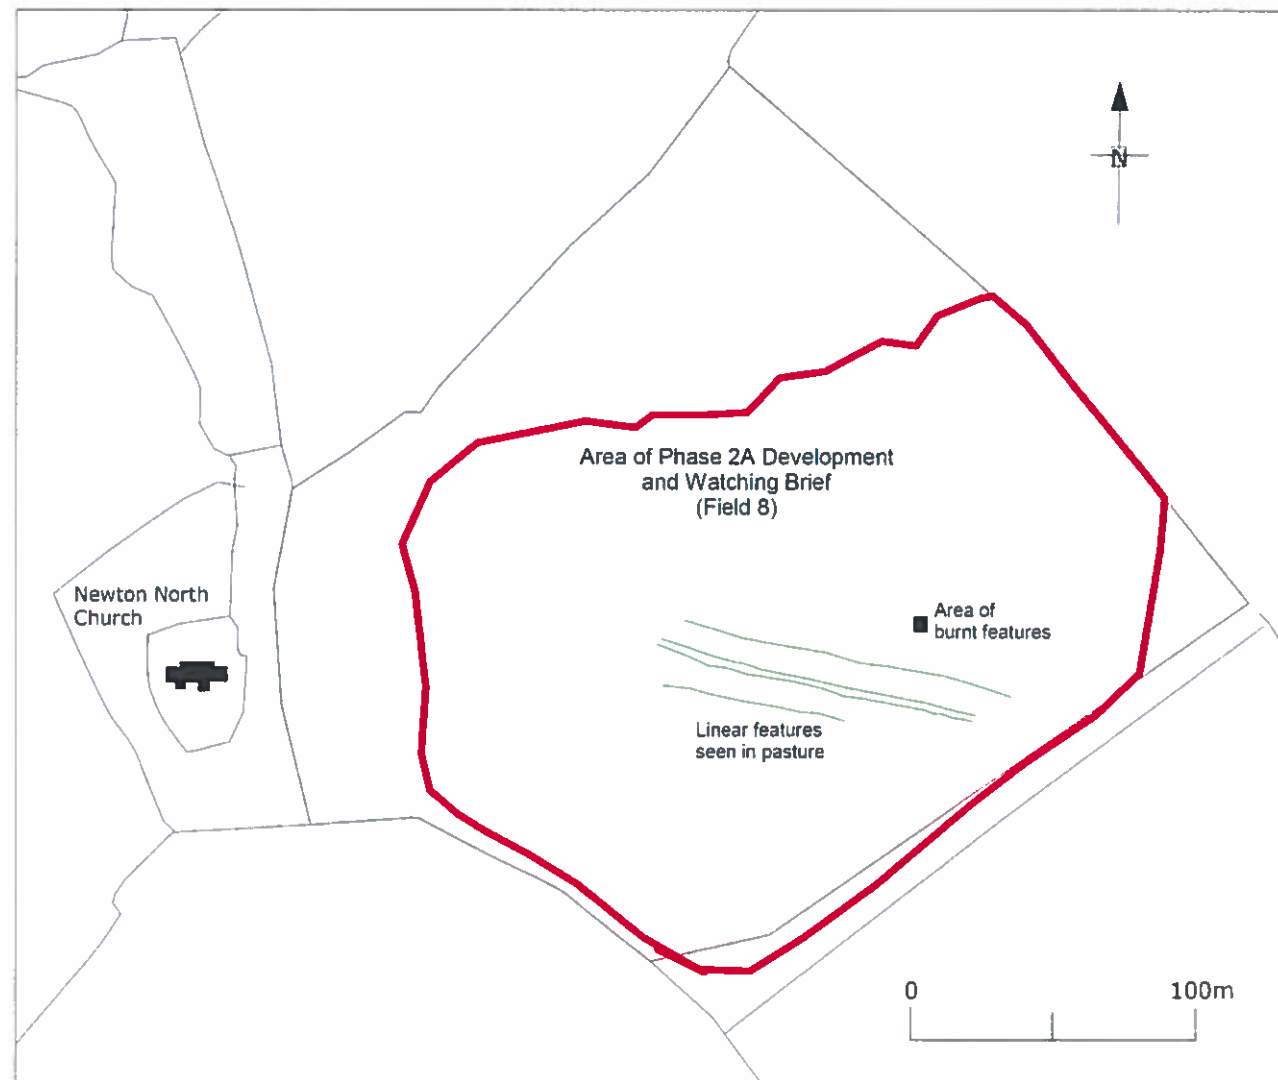 N
Area of Phase 2A Development
and Watching Brief
(Field 8)
Newton North
Church
Area of
burnt features
Linear features
seen in pasture
0 100m